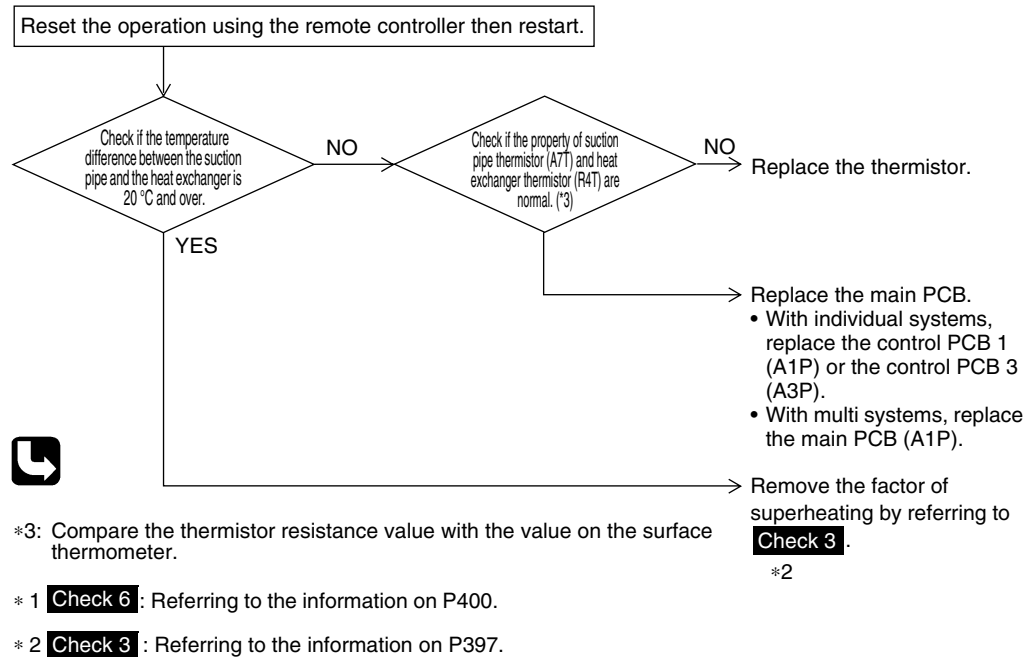 Reset the operation using the remote controller then restart.
Check if the temperature
difference between the suction
pipe and the heat exchanger is
20 °C and over.
NO
Check if the property of suction
pipe thermistor (A7T) and heat
exchanger thermistor (R4T) are
normal. (*3)
NO
Replace the thermistor.
YES
Replace the main PCB.
• With individual systems,
replace the control PCB 1
(A1P) or the control PCB 3
(A3P).
• With multi systems, replace
the main PCB (A1P).
Remove the factor of
superheating by referring to
Check 3 .
*2
*3: Compare the thermistor resistance value with the value on the surface
thermometer.
* 1 Check 6 : Referring to the information on P400.
* 2 Check 3 : Referring to the information on P397.